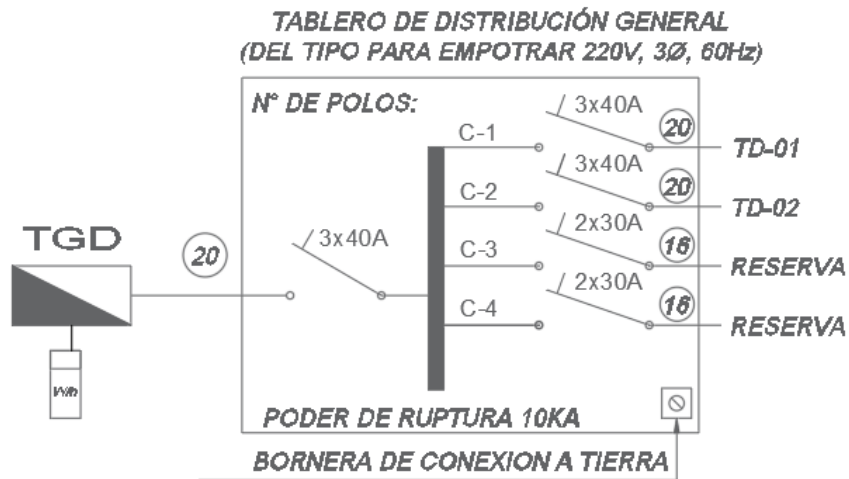 TABLERO DE DISTRIBUCIÓN GENERAL
(DEL TIPO PARA EMPOTRAR 220V, 3Ø, 60Hz)
N° DE POLOS:
C-1
3x40A
20
TD-01
C-2
3x40A
20
TD-02
TGD
20
3x40A
C-3
2x30A
16
RESERVA
C-4
2x30A
16
RESERVA
PODER DE RUPTURA 10KA
BORNERA DE CONEXION A TIERRA